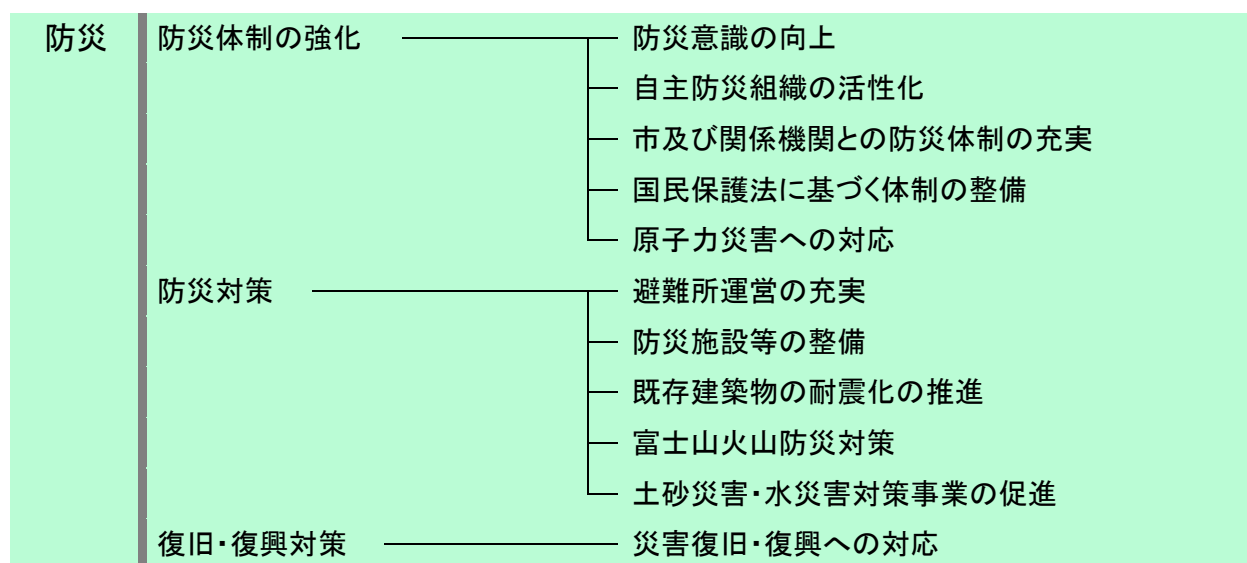 防災 防災体制の強化 防災意識の向上
自主防災組織の活性化
市及び関係機関との防災体制の充実
国民保護法に基づく体制の整備
原子力災害への対応
防災対策 避難所運営の充実
防災施設等の整備
既存建築物の耐震化の推進
富士山火山防災対策
土砂災害・水災害対策事業の促進
復旧・復興対策 災害復旧・復興への対応